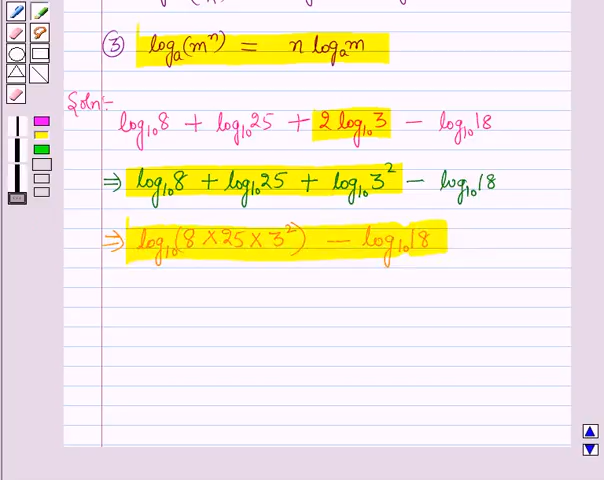 ③ logₐ(mⁿ) = n logₐm
Soln:-
log₁₀8 + log₁₀25 + 2 log₁₀3 − log₁₀18
⇒ log₁₀8 + log₁₀25 + log₁₀3² − log₁₀18
⇒ log₁₀(8 × 25 × 3²) − log₁₀18